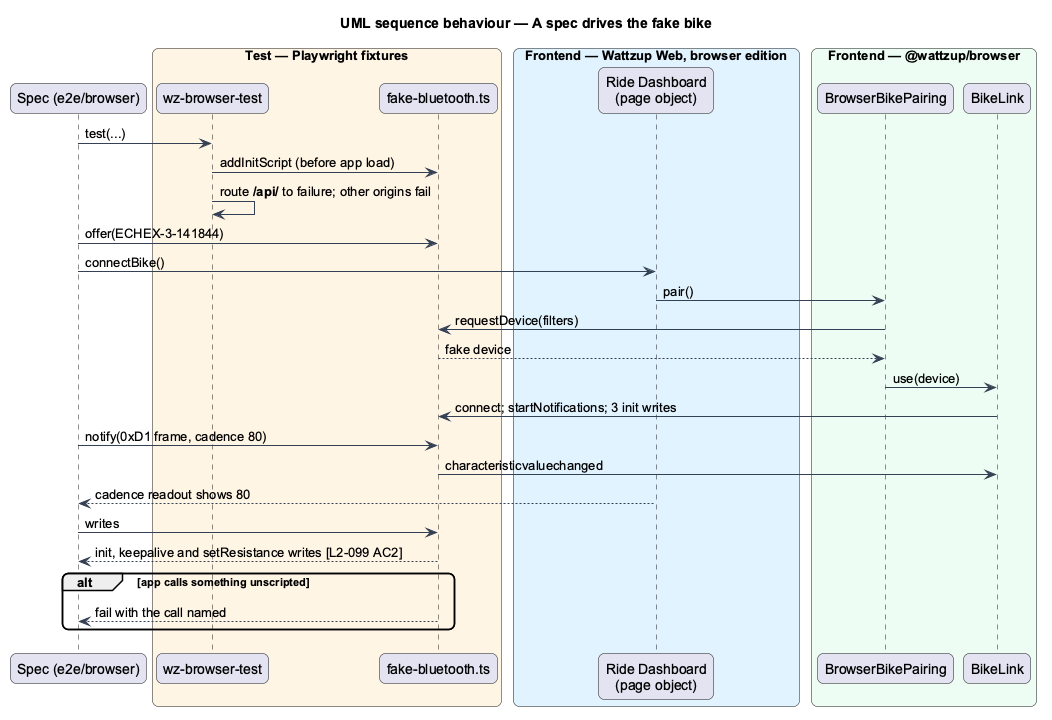 UML sequence behaviour — A spec drives the fake bike
Test — Playwright fixtures
Frontend — Wattzup Web, browser edition
Frontend — @wattzup/browser
Spec (e2e/browser)
wz-browser-test
fake-bluetooth.ts
Ride Dashboard
(page object)
BrowserBikePairing
BikeLink
test(...)
addInitScript (before app load)
route /api/ to failure; other origins fail
offer(ECHEX-3-141844)
connectBike()
pair()
requestDevice(filters)
fake device
use(device)
connect; startNotifications; 3 init writes
notify(0xD1 frame, cadence 80)
characteristicvaluechanged
cadence readout shows 80
writes
init, keepalive and setResistance writes [L2-099 AC2]
alt
[app calls something unscripted]
fail with the call named
Spec (e2e/browser)
wz-browser-test
fake-bluetooth.ts
Ride Dashboard
(page object)
BrowserBikePairing
BikeLink